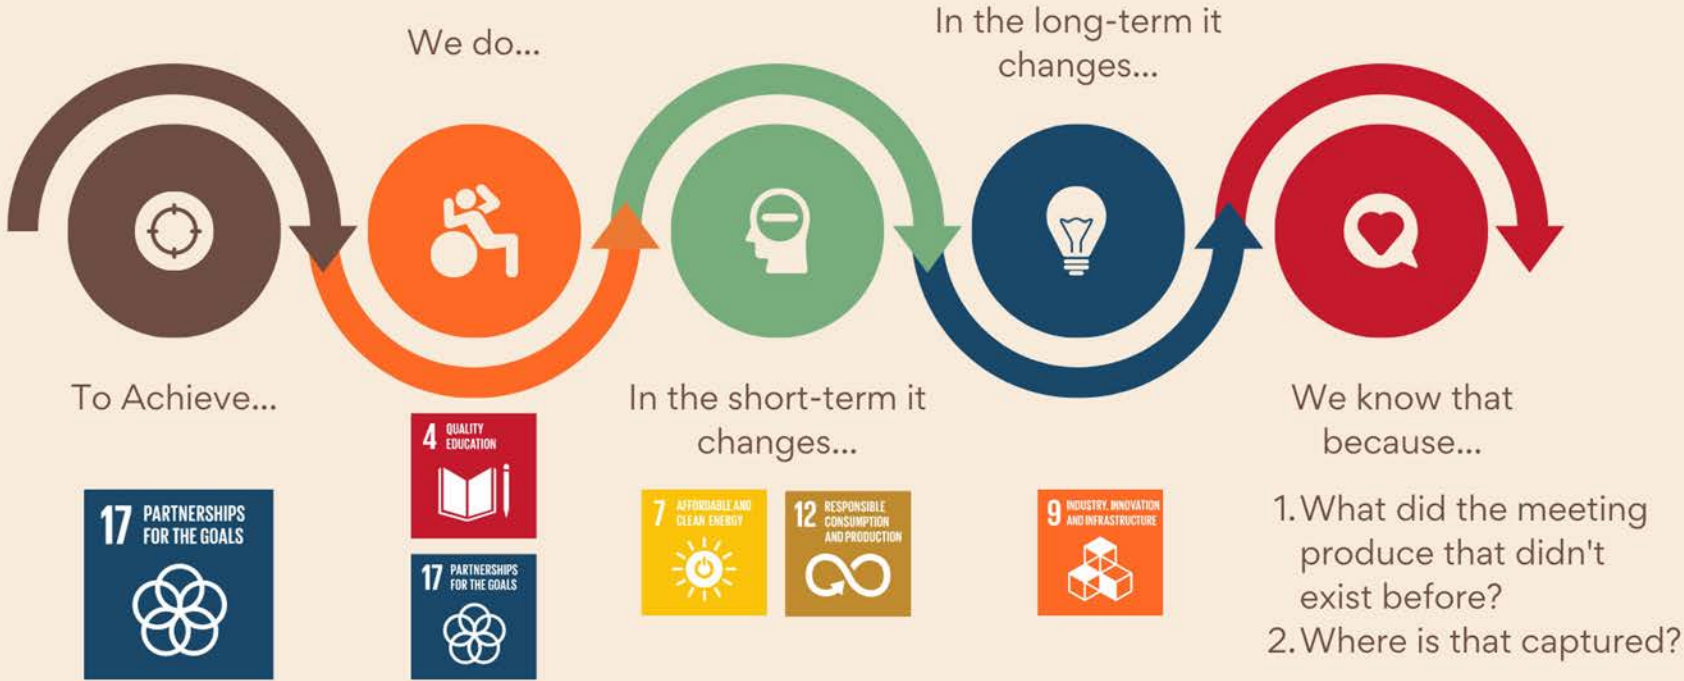 We do...
In the long-term it
changes...
To Achieve...
17 PARTNERSHIPS
FOR THE GOALS
4 QUALITY
EDUCATION
17 PARTNERSHIPS
FOR THE GOALS
In the short-term it
changes...
7 AFFORDABLE AND
CLEAN ENERGY
12 RESPONSIBLE
CONSUMPTION
AND PRODUCTION
9 INDUSTRY, INNOVATION
AND INFRASTRUCTURE
We know that
because...
1. What did the meeting
produce that didn't
exist before?
2. Where is that captured?